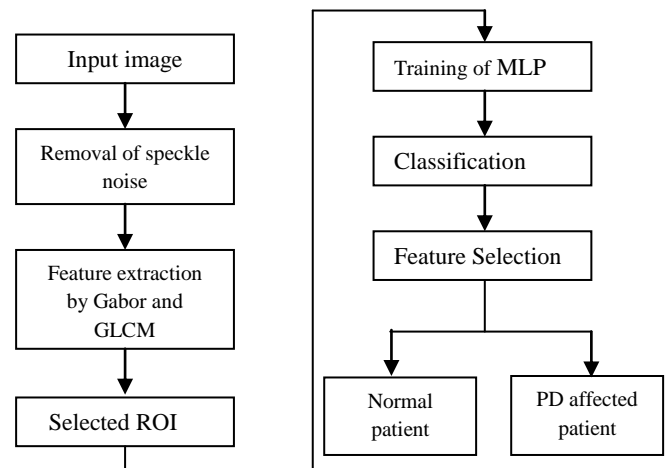 Input image
Removal of speckle
noise
Feature extraction
by Gabor and
GLCM
Selected ROI
Training of MLP
Classification
Feature Selection
Normal
patient
PD affected
patient